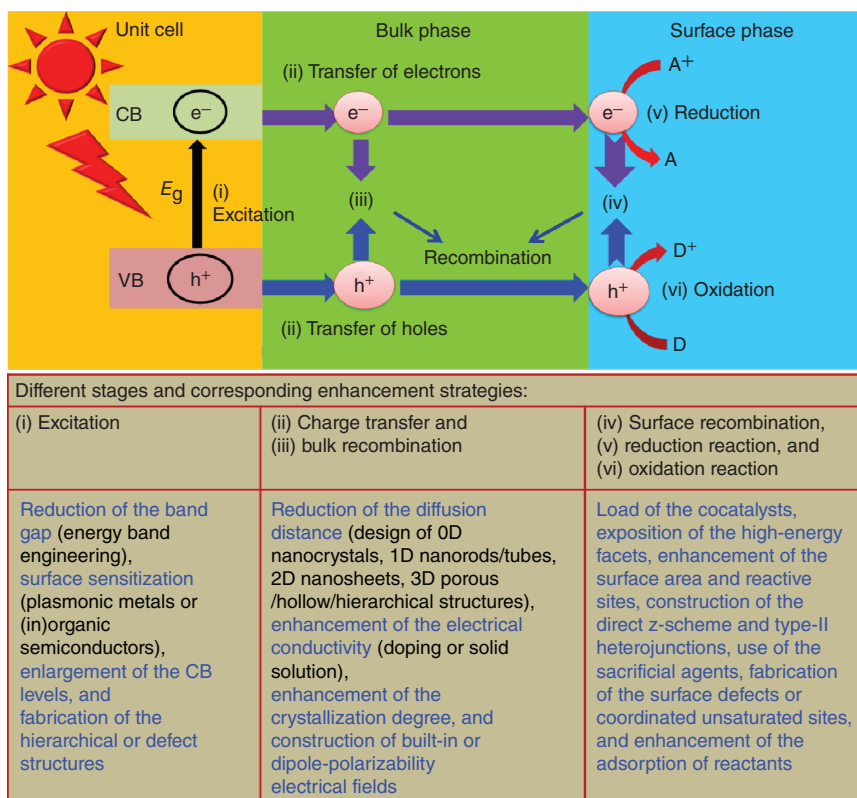 Unit cell
Bulk phase
Surface phase
(ii) Transfer of electrons
A+
CB
e−
e−
e−
(v) Reduction
A
Eg
(i)
Excitation
(iii)
(iv)
Recombination
D+
VB
h+
h+
h+
(vi) Oxidation
(ii) Transfer of holes
D
Different stages and corresponding enhancement strategies:
(i) Excitation
(ii) Charge transfer and
(iii) bulk recombination
(iv) Surface recombination,
(v) reduction reaction, and
(vi) oxidation reaction
Reduction of the band
gap (energy band
engineering),
surface sensitization
(plasmonic metals or
(in)organic
semiconductors),
enlargement of the CB
levels, and
fabrication of the
hierarchical or defect
structures
Reduction of the diffusion
distance (design of 0D
nanocrystals, 1D nanorods/tubes,
2D nanosheets, 3D porous
/hollow/hierarchical structures),
enhancement of the electrical
conductivity (doping or solid
solution),
enhancement of the
crystallization degree, and
construction of built-in or
dipole-polarizability
electrical fields
Load of the cocatalysts,
exposition of the high-energy
facets, enhancement of the
surface area and reactive
sites, construction of the
direct z-scheme and type-II
heterojunctions, use of the
sacrificial agents, fabrication
of the surface defects or
coordinated unsaturated sites,
and enhancement of the
adsorption of reactants